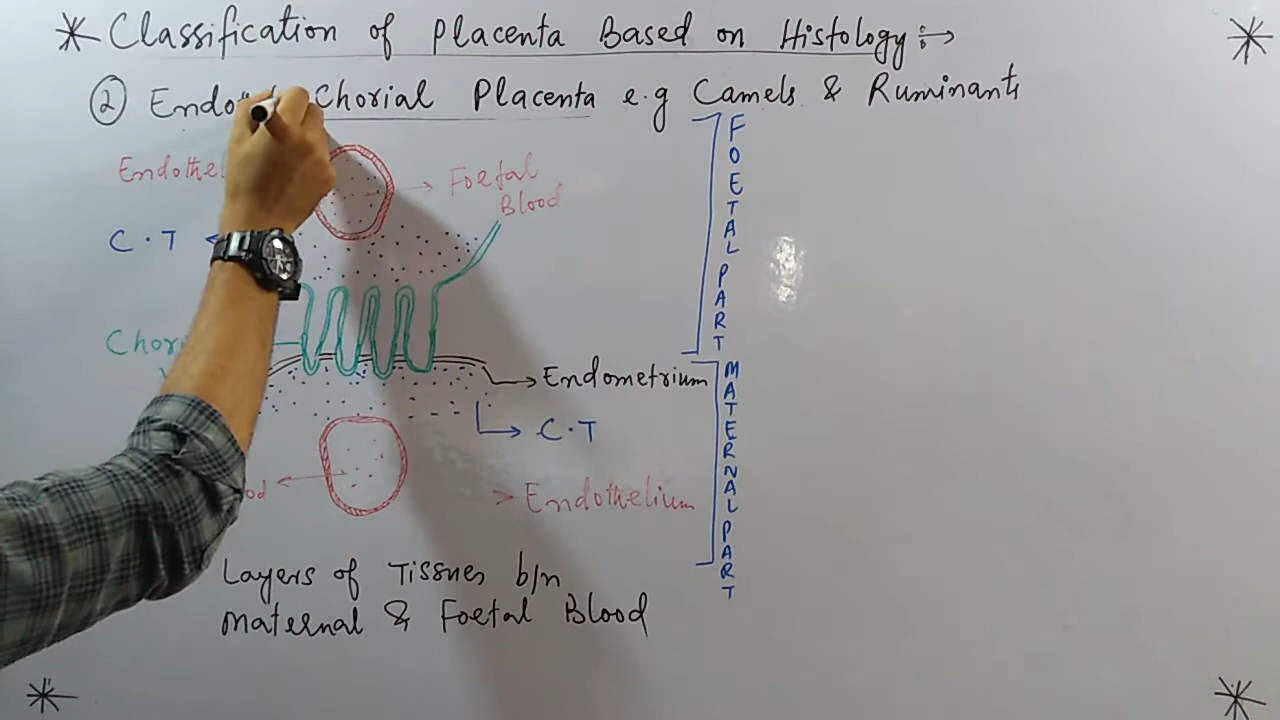 * Classification of Placenta Based on Histology:→
② Endo Chorial Placenta e.g Camels & Ruminants
Foetal
Blood
C.T
Endometrium
C.T
Endothelium
Layers of Tissues b/n
Maternal & Foetal Blood
FOETAL PART
MATERNAL PART